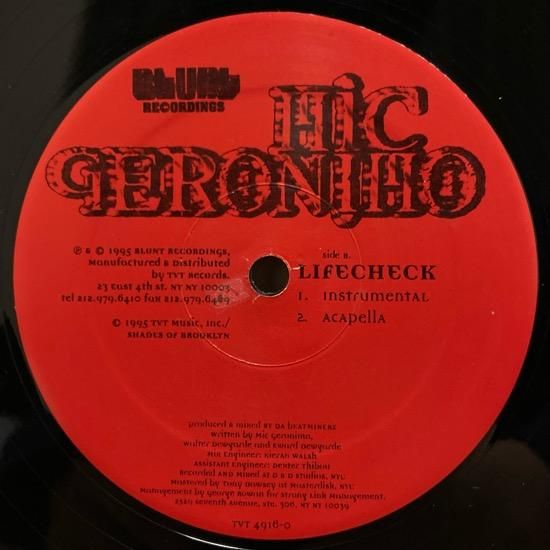 BLUNT
RECORDINGS
MIC
GERONIMO
℗ & © 1995 BLUNT RECORDINGS,
Manufactured & Distributed
by TVT Records.
23 East 4th St. NY NY 10003
tel 212.979.6410 fax 212.979.6489
© 1995 TVT MUSIC, INC./
SHADES OF BROOKLYN
side B.
LIFECHECK
1. Instrumental
2. Acapella
produced & mixed by DA BEATMINERZ
written by Mic Geronimo,
Walter Dewgarde and Ewart Dewgarde
Mix Engineer: Kieran Walsh
Assistant Engineer: Dexter Thibou
Recorded and Mixed at D & D Studios, NYC
Mastered by Tony Dawsey at Masterdisk, NYC
Management by George Rowan for Strong Link Management,
2565 Seventh Avenue, Ste. 306, NY NY 10039
TVT 4916-0